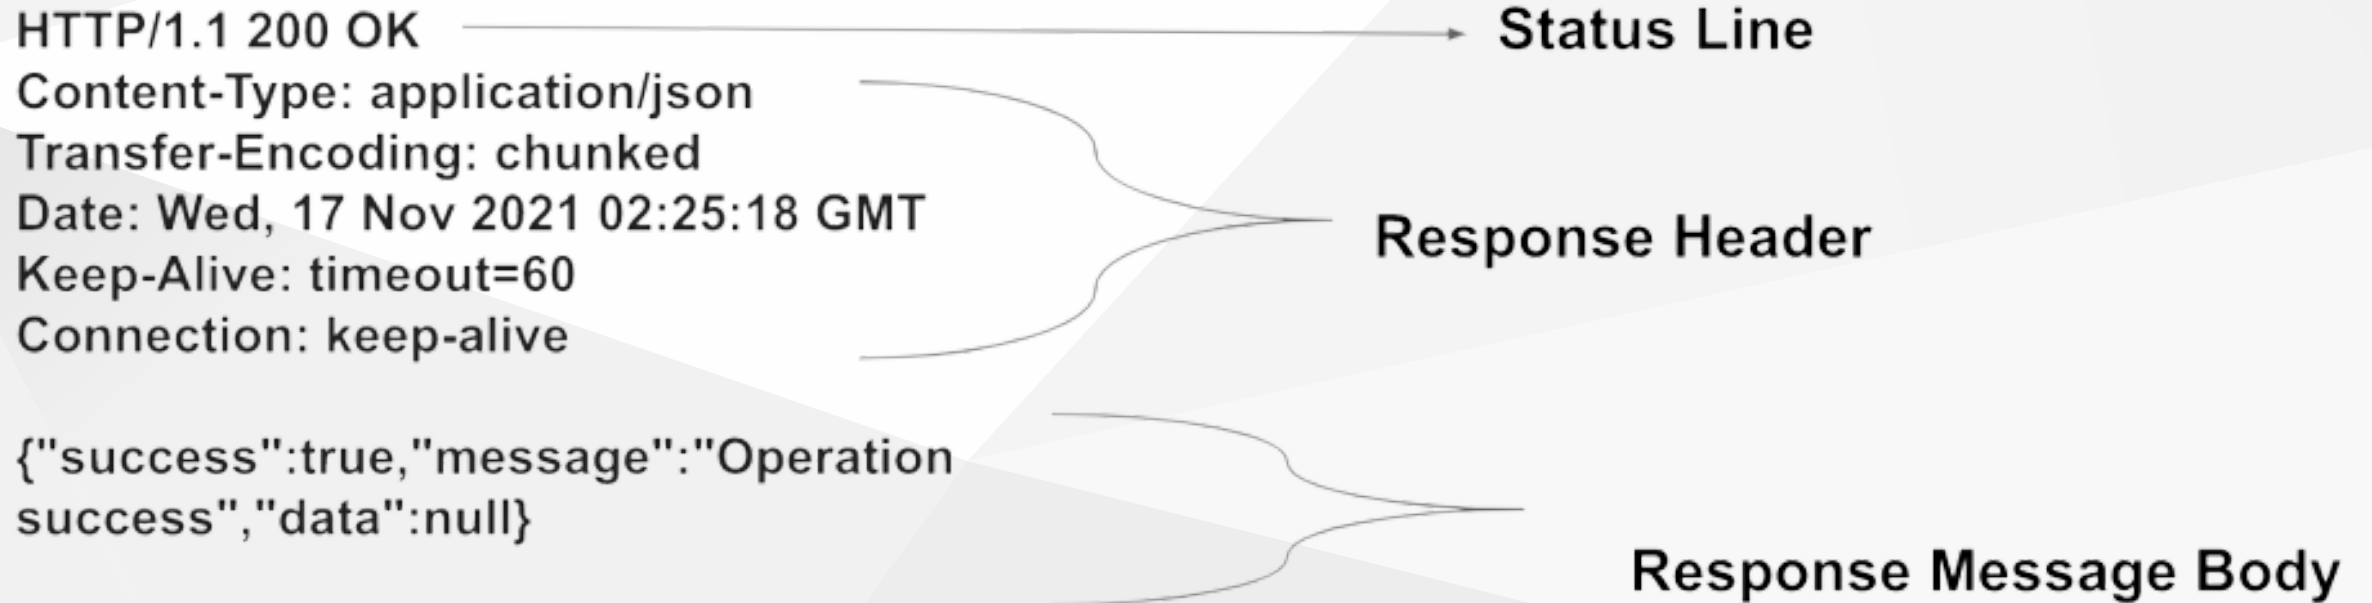 HTTP/1.1 200 OK
Status Line
Content-Type: application/json
Transfer-Encoding: chunked
Date: Wed, 17 Nov 2021 02:25:18 GMT
Keep-Alive: timeout=60
Connection: keep-alive
Response Header
{"success":true,"message":"Operation
success","data":null}
Response Message Body